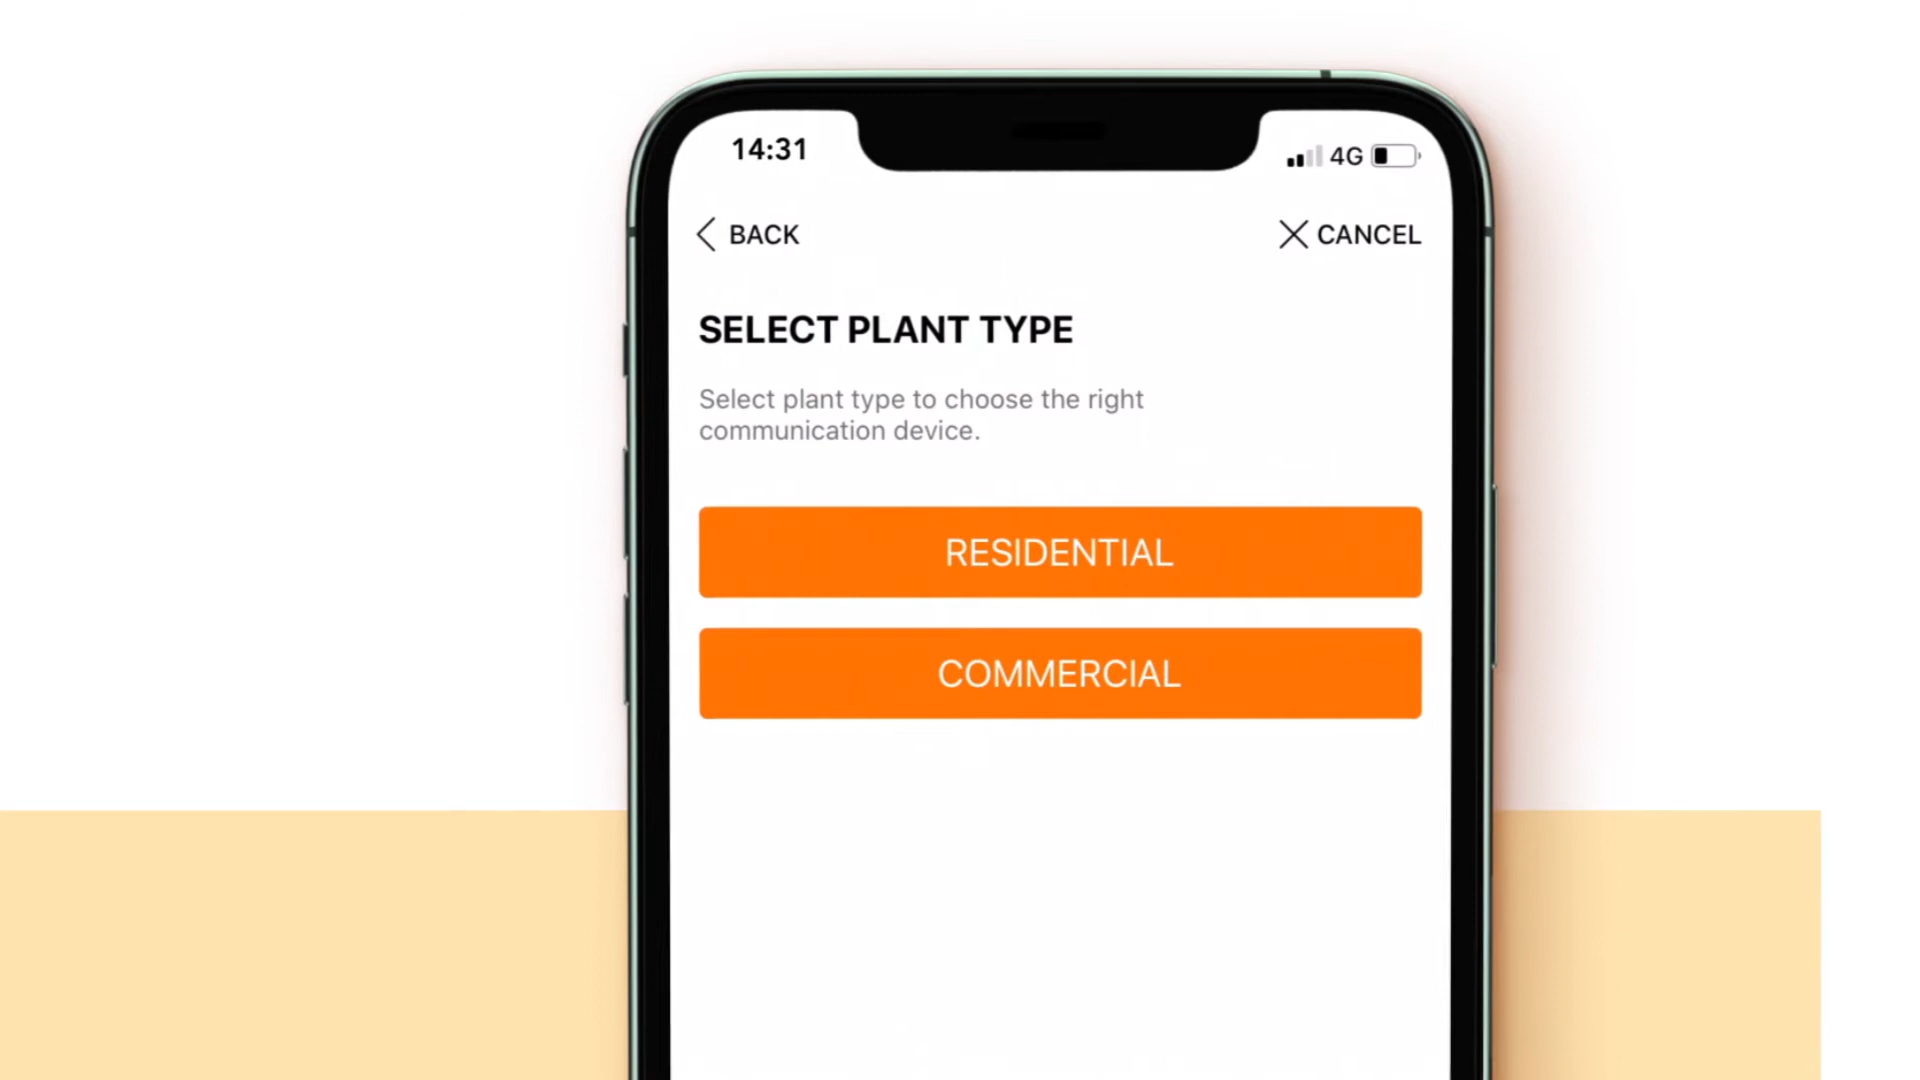 14:31
4G
BACK
CANCEL
SELECT PLANT TYPE
Select plant type to choose the right
communication device.
RESIDENTIAL
COMMERCIAL